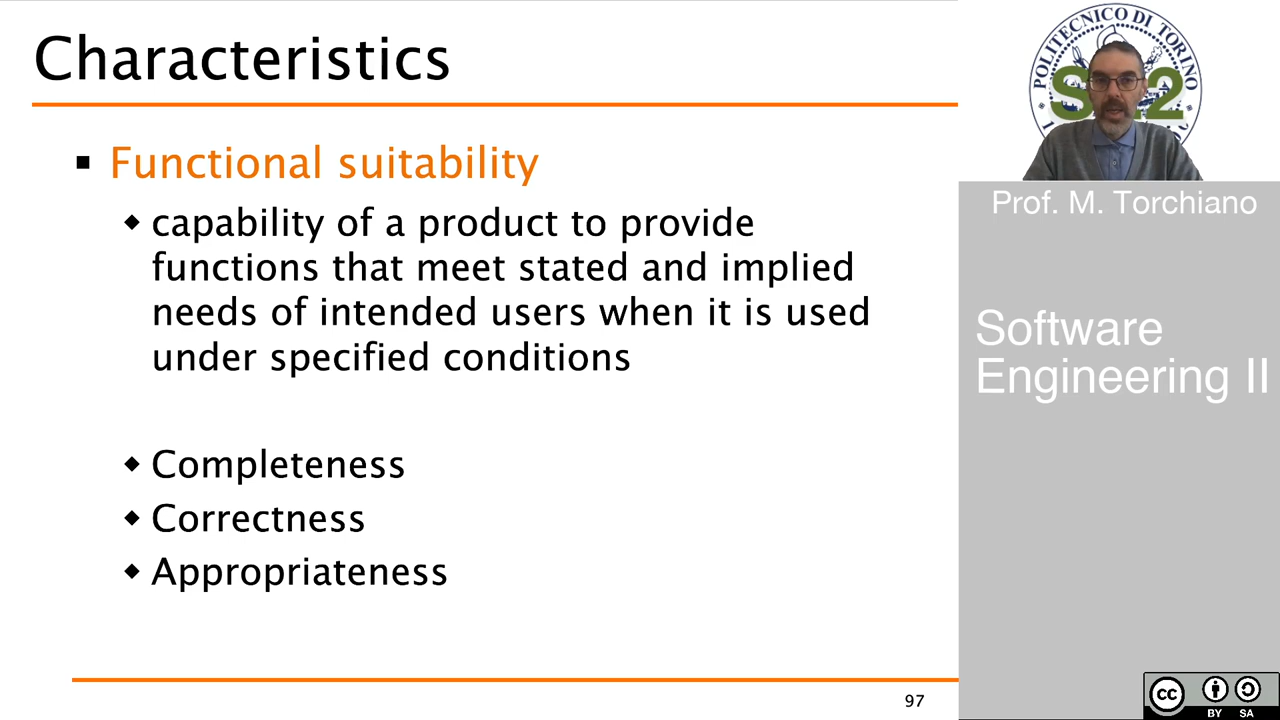 Characteristics
Functional suitability
capability of a product to provide
functions that meet stated and implied
needs of intended users when it is used
under specified conditions
Completeness
Correctness
Appropriateness
97
POLITECNICO DI TORINO
Prof. M. Torchiano
Software
Engineering II
CC
BY SA